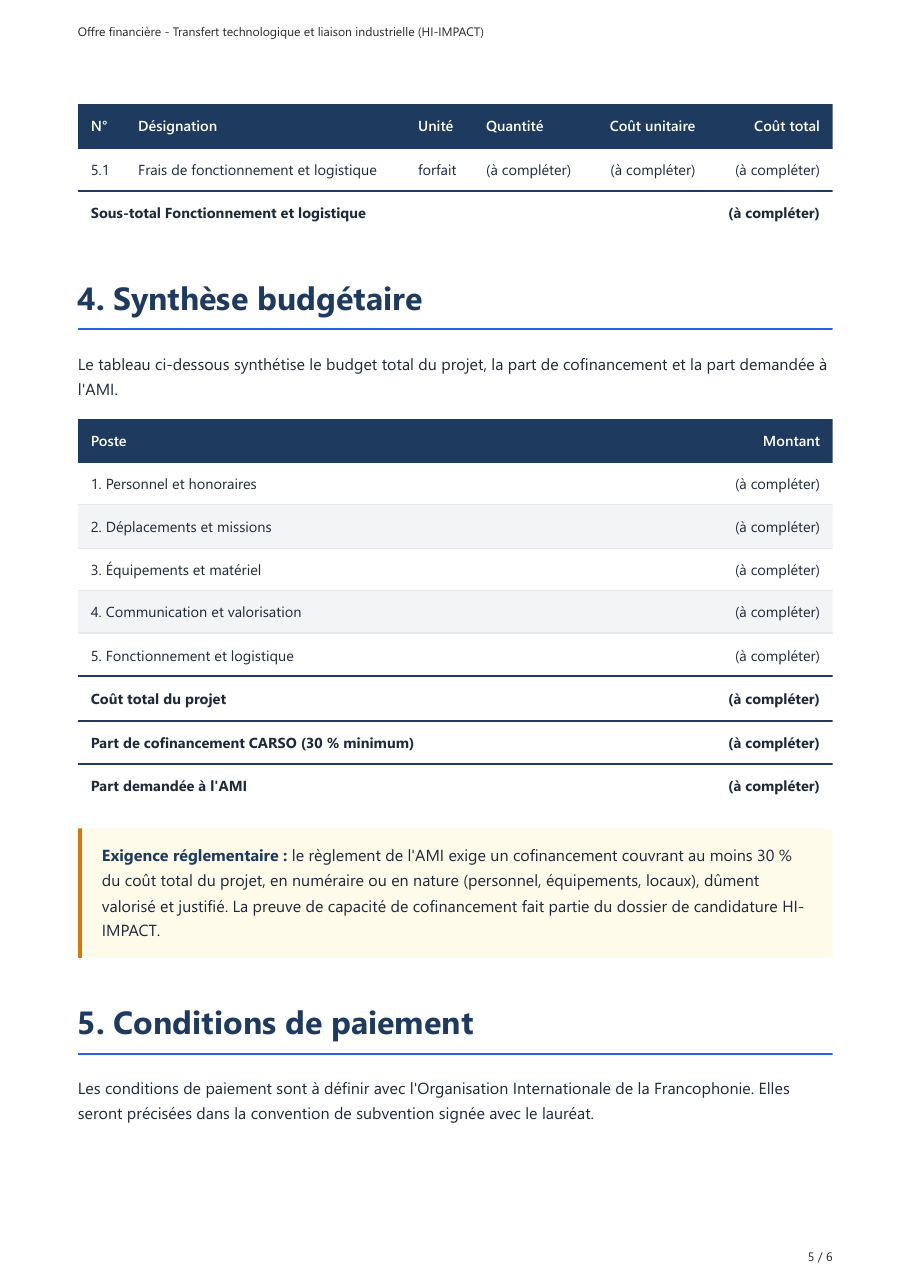 Offre financière - Transfert technologique et liaison industrielle (HI-IMPACT)
N° Désignation Unité Quantité Coût unitaire Coût total
5.1 Frais de fonctionnement et logistique forfait (à compléter) (à compléter) (à compléter)
Sous-total Fonctionnement et logistique (à compléter)
4. Synthèse budgétaire
Le tableau ci-dessous synthétise le budget total du projet, la part de cofinancement et la part demandée à
l'AMI.
Poste Montant
1. Personnel et honoraires (à compléter)
2. Déplacements et missions (à compléter)
3. Équipements et matériel (à compléter)
4. Communication et valorisation (à compléter)
5. Fonctionnement et logistique (à compléter)
Coût total du projet (à compléter)
Part de cofinancement CARSO (30 % minimum) (à compléter)
Part demandée à l'AMI (à compléter)
Exigence réglementaire : le règlement de l'AMI exige un cofinancement couvrant au moins 30 %
du coût total du projet, en numéraire ou en nature (personnel, équipements, locaux), dûment
valorisé et justifié. La preuve de capacité de cofinancement fait partie du dossier de candidature HI-
IMPACT.
5. Conditions de paiement
Les conditions de paiement sont à définir avec l'Organisation Internationale de la Francophonie. Elles
seront précisées dans la convention de subvention signée avec le lauréat.
5 / 6